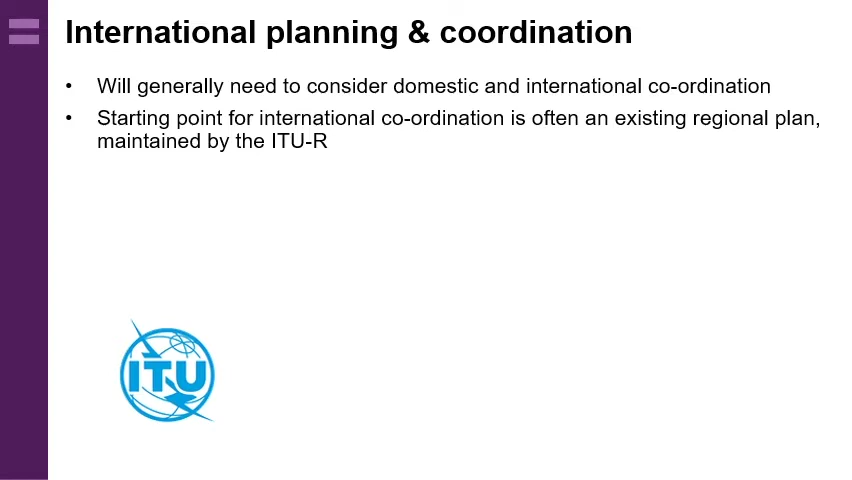 International planning & coordination
• Will generally need to consider domestic and international co-ordination
• Starting point for international co-ordination is often an existing regional plan,
maintained by the ITU-R
ITU